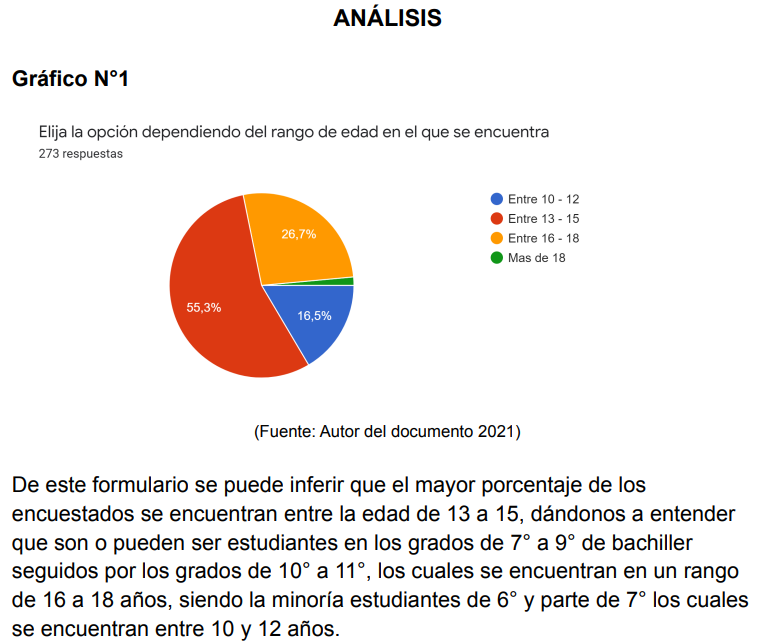 ANÁLISIS
Gráfico N°1
Elija la opción dependiendo del rango de edad en el que se encuentra
273 respuestas
Entre 10 - 12
Entre 13 - 15
Entre 16 - 18
Mas de 18
26,7%
55,3%
16,5%
(Fuente: Autor del documento 2021)
De este formulario se puede inferir que el mayor porcentaje de los
encuestados se encuentran entre la edad de 13 a 15, dándonos a entender
que son o pueden ser estudiantes en los grados de 7° a 9° de bachiller
seguidos por los grados de 10° a 11°, los cuales se encuentran en un rango
de 16 a 18 años, siendo la minoría estudiantes de 6° y parte de 7° los cuales
se encuentran entre 10 y 12 años.